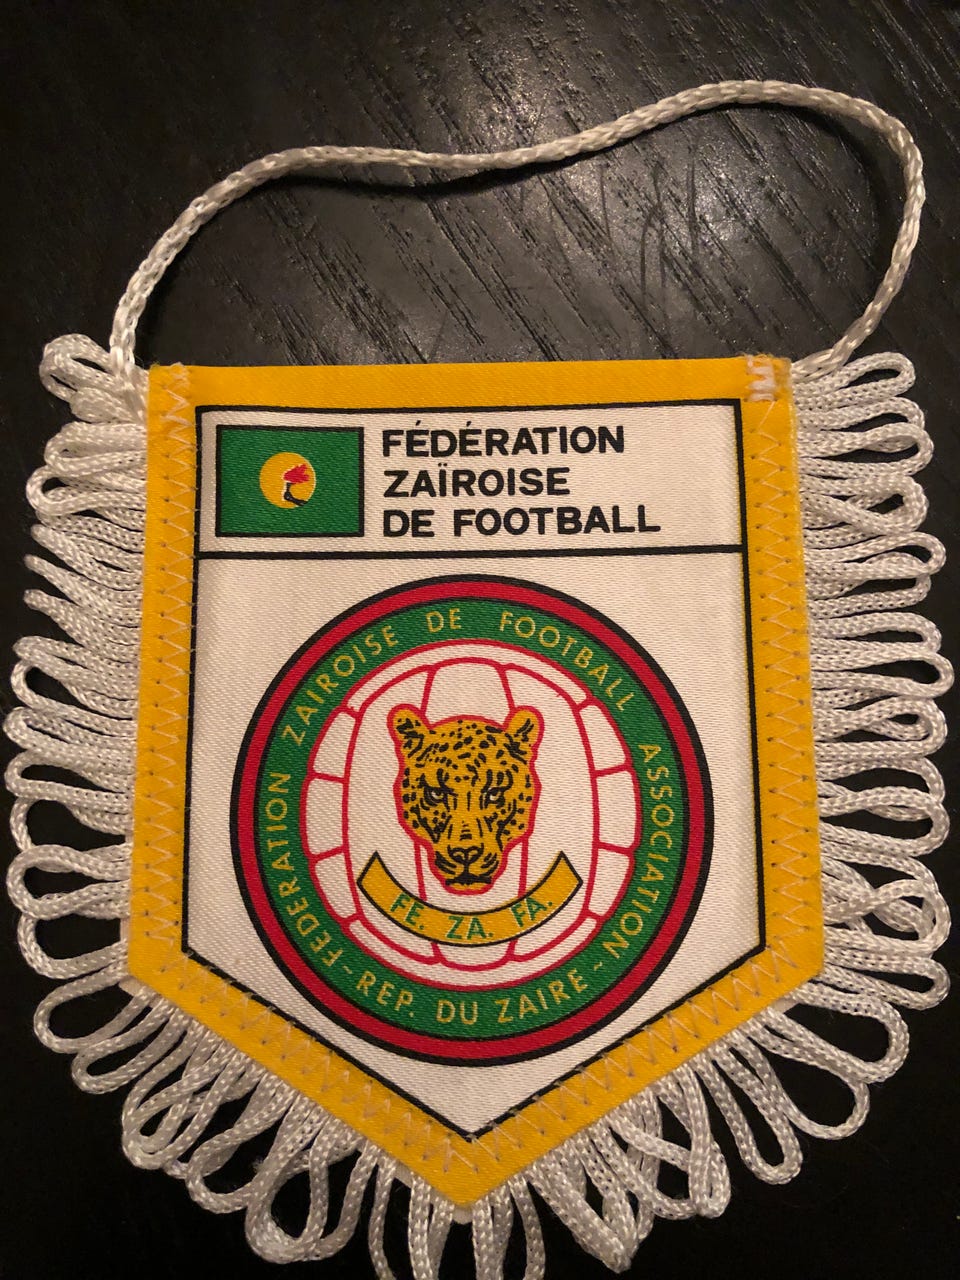 FÉDÉRATION
ZAÏROISE
DE FOOTBALL
FEDERATION ZAIROISE DE FOOTBALL ASSOCIATION
FE. ZA. FA.
~ REP. DU ZAIRE ~